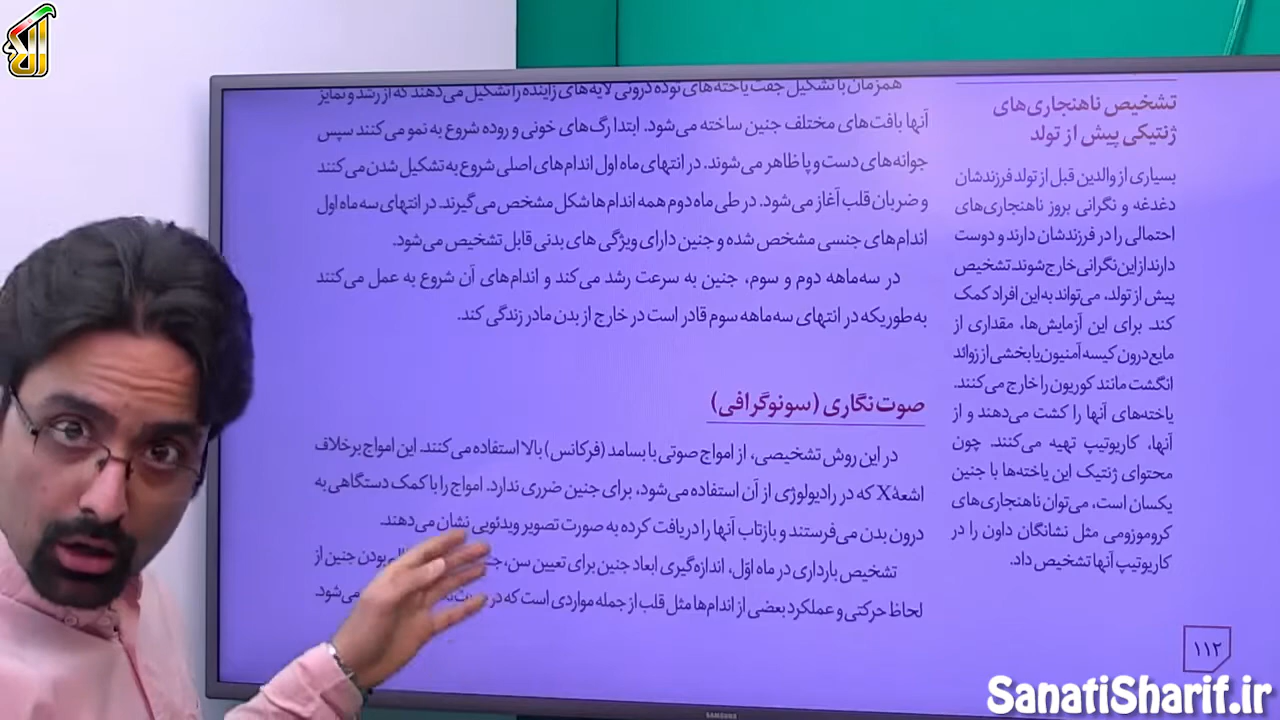 همزمان با تشکیل جفت یاخته‌های توده درونی لایه‌های زاینده را تشکیل می‌دهند که از رشد و تمایز
آنها بافت‌های مختلف جنین ساخته می‌شود. ابتدا رگ‌های خونی و روده شروع به نمو می‌کنند سپس
جوانه‌های دست و پا ظاهر می‌شوند. در انتهای ماه اول اندام‌های اصلی شروع به تشکیل شدن می‌کنند
و ضربان قلب آغاز می‌شود. در طی ماه دوم همه اندام‌ها شکل مشخص می‌گیرند. در انتهای سه ماه اول
اندام‌های جنسی مشخص شده و جنین دارای ویژگی های بدنی قابل تشخیص می‌شود.
در سه‌ماهه دوم و سوم، جنین به سرعت رشد می‌کند و اندام‌های آن شروع به عمل می‌کنند
به‌طوریکه در انتهای سه‌ماهه سوم قادر است در خارج از بدن مادر زندگی کند.
صوت‌نگاری (سونوگرافی)
در این روش تشخیصی، از امواج صوتی با بسامد (فرکانس) بالا استفاده می‌کنند. این امواج برخلاف
اشعۀ X که در رادیولوژی از آن استفاده می‌شود، برای جنین ضرری ندارد. امواج را با کمک دستگاهی به
درون بدن می‌فرستند و بازتاب آنها را دریافت کرده به صورت تصویر ویدئویی نشان می‌دهند.
تشخیص بارداری در ماه اوّل، اندازه‌گیری ابعاد جنین برای تعیین سن، بودن جنین از
لحاظ حرکتی و عملکرد بعضی از اندام‌ها مثل قلب از جمله مواردی است که در می‌شود.
تشخیص ناهنجاری‌های
ژنتیکی پیش از تولد
بسیاری از والدین قبل از تولد فرزندشان
دغدغه و نگرانی بروز ناهنجاری‌های
احتمالی را در فرزندشان دارند و دوست
دارند از این نگرانی خارج شوند. تشخیص
پیش از تولد، می‌تواند به این افراد کمک
کند. برای این آزمایش‌ها، مقداری از
مایع درون کیسه آمنیون یا بخشی از زوائد
انگشت مانند کوریون را خارج می‌کنند.
یاخته‌های آنها را کشت می‌دهند و از
آنها، کاریوتیپ تهیه می‌کنند. چون
محتوای ژنتیک این یاخته‌ها با جنین
یکسان است، می‌توان ناهنجاری‌های
کروموزومی مثل نشانگان داون را در
کاریوتیپ آنها تشخیص داد.
۱۱۲
SAMSUNG
SanatiSharif.ir